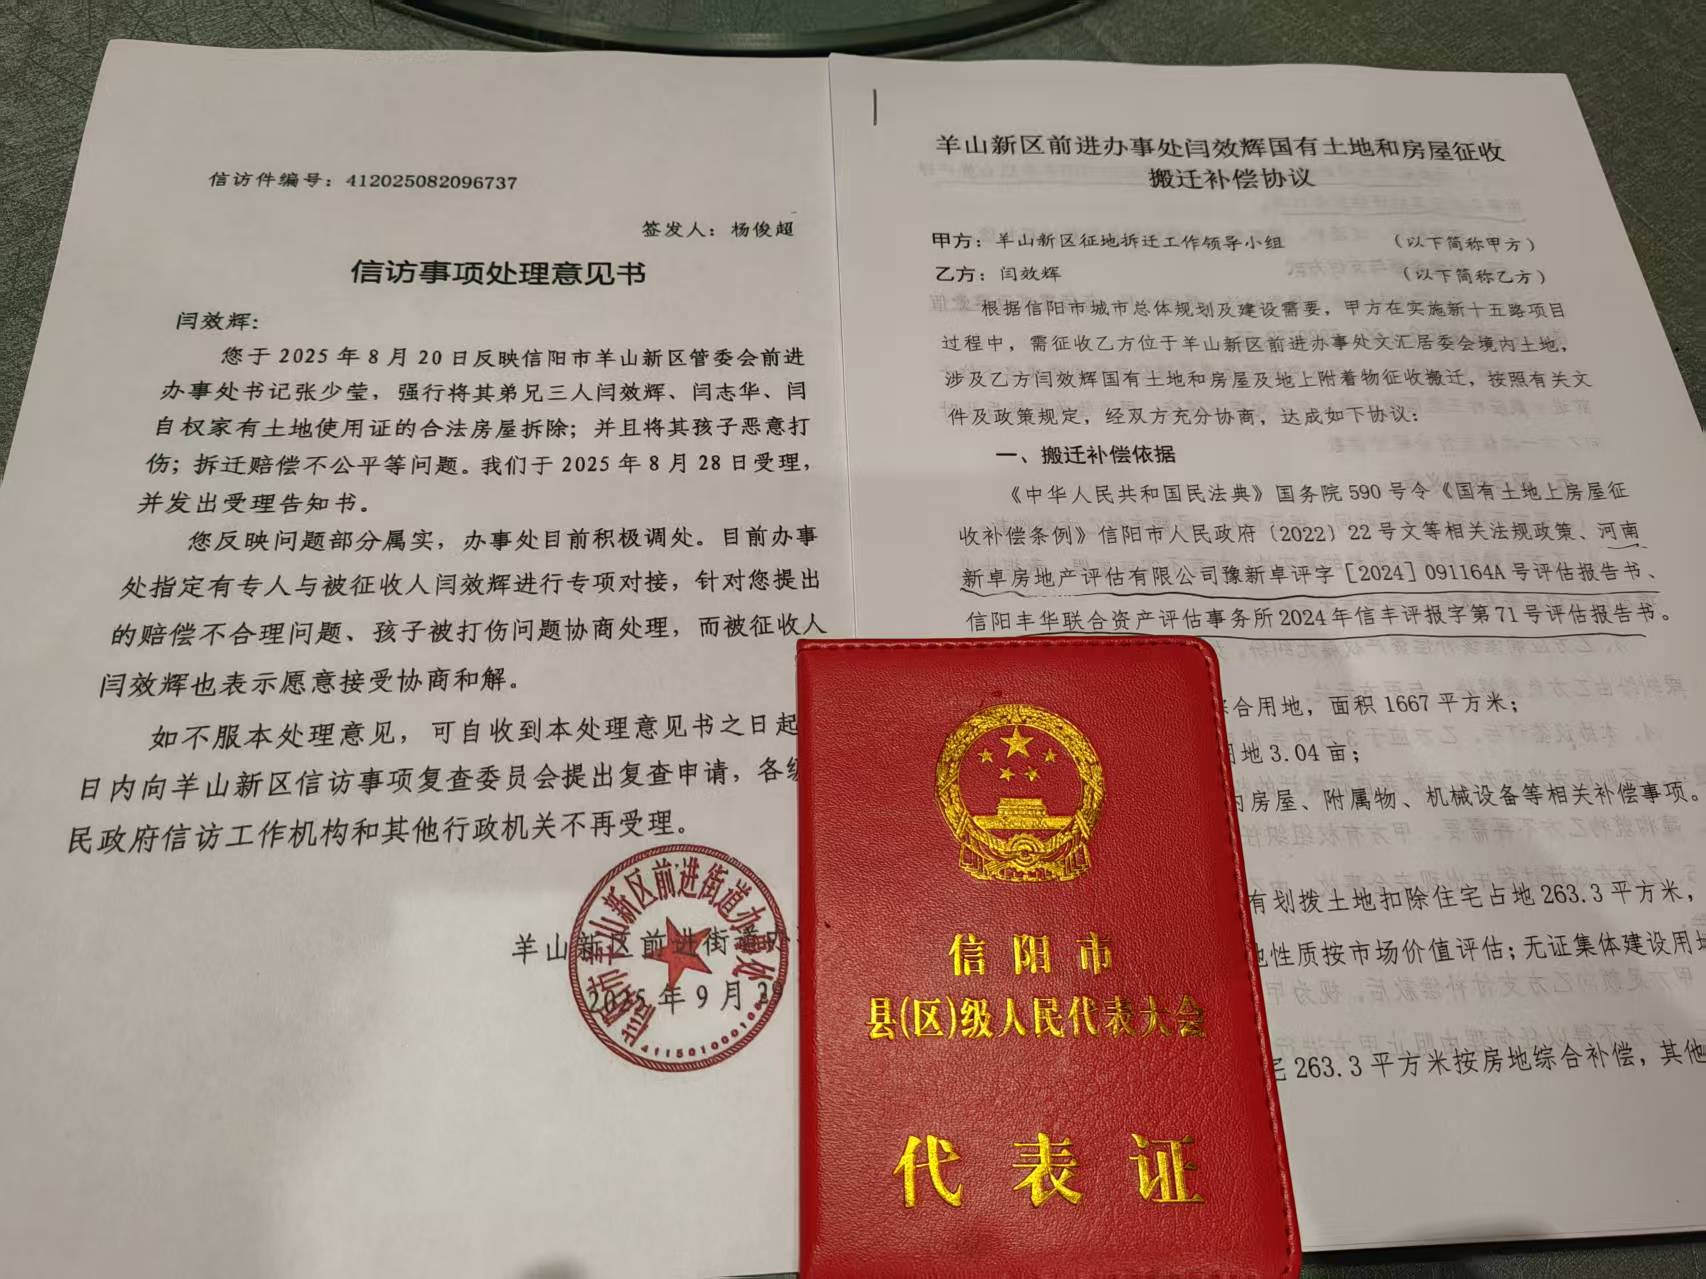 信访件编号：412025082096737
签发人：杨俊超
信访事项处理意见书
闫效辉：
您于2025年8月20日反映信阳市羊山新区管委会前进
办事处书记张少莹，强行将其弟兄三人闫效辉、闫志华、闫
自权家有土地使用证的合法房屋拆除；并且将其孩子恶意打
伤；拆迁赔偿不公平等问题。我们于2025年8月28日受理，
并发出受理告知书。
您反映问题部分属实，办事处目前积极调处。目前办事
处指定有专人与被征收人闫效辉进行专项对接，针对您提出
的赔偿不合理问题、孩子被打伤问题协商处理，而被征收人
闫效辉也表示愿意接受协商和解。
如不服本处理意见，可自收到本处理意见书之日起
日内向羊山新区信访事项复查委员会提出复查申请，各级
民政府信访工作机构和其他行政机关不再受理。
羊山新区前进街道办
2025年9月2
羊山新区前进街道办事处
4115010001
羊山新区前进办事处闫效辉国有土地和房屋征收
搬迁补偿协议
甲方：羊山新区征地拆迁工作领导小组 （以下简称甲方）
乙方：闫效辉 （以下简称乙方）
根据信阳市城市总体规划及建设需要，甲方在实施新十五路项目
过程中，需征收乙方位于羊山新区前进办事处文汇居委会境内土地，
涉及乙方闫效辉国有土地和房屋及地上附着物征收搬迁，按照有关文
件及政策规定，经双方充分协商，达成如下协议：
一、搬迁补偿依据
《中华人民共和国民法典》国务院590号令《国有土地上房屋征
收补偿条例》信阳市人民政府〔2022〕22号文等相关法规政策、河南
新卓房地产评估有限公司豫新卓评字［2024］091164A号评估报告书、
信阳丰华联合资产评估事务所2024年信丰评报字第71号评估报告书。
合用地，面积1667平方米；
地3.04亩；
房屋、附属物、机械设备等相关补偿事项。
有划拨土地扣除住宅占地263.3平方米，
地性质按市场价值评估；无证集体建设用地
宅263.3平方米按房地综合补偿，其他
信阳市
县(区)级人民代表大会
代表证